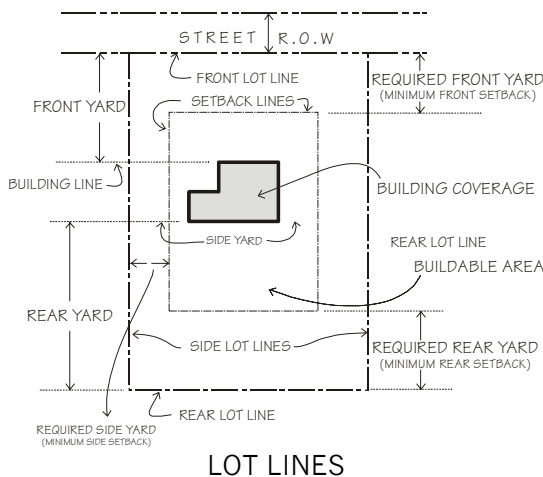 STREET R.O.W
FRONT LOT LINE
REQUIRED FRONT YARD
(MINIMUM FRONT SETBACK)
FRONT YARD
SETBACK LINES
BUILDING LINE
BUILDING COVERAGE
SIDE YARD
REAR LOT LINE
BUILDABLE AREA
REAR YARD
SIDE LOT LINES
REQUIRED REAR YARD
(MINIMUM REAR SETBACK)
REAR LOT LINE
REQUIRED SIDE YARD
(MINIMUM SIDE SETBACK)
LOT LINES